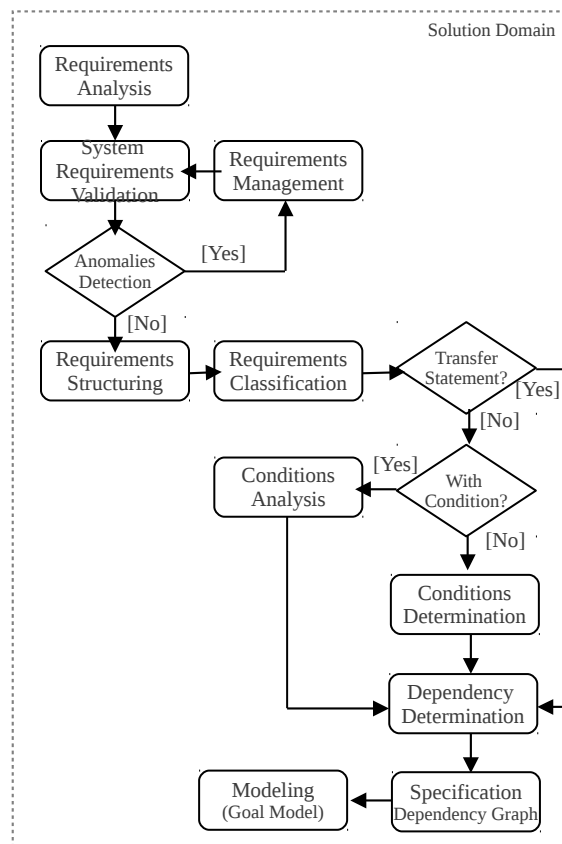 Solution Domain
Requirements
Analysis
System
Requirements
Validation
Requirements
Management
Anomalies
Detection
[Yes]
[No]
Requirements
Structuring
Requirements
Classification
Transfer
Statement?
[Yes]
[No]
Conditions
Analysis
[Yes]
With
Condition?
[No]
Conditions
Determination
Dependency
Determination
Modeling
(Goal Model)
Specification
Dependency Graph